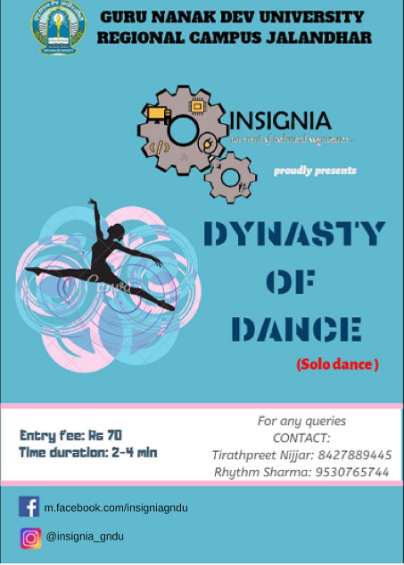 GURU NANAK DEV UNIVERSITY
REGIONAL CAMPUS JALANDHAR
</>
INSIGNIA
proudly presents
DYNASTY
OF
DANCE
(Solo dance)
Canva
Entry fee: Rs 70
Time duration: 2-4 min
For any queries
CONTACT:
Tirathpreet Nijjar: 8427889445
Rhythm Sharma: 9530765744
m.facebook.com/insigniagndu
@insignia_gndu